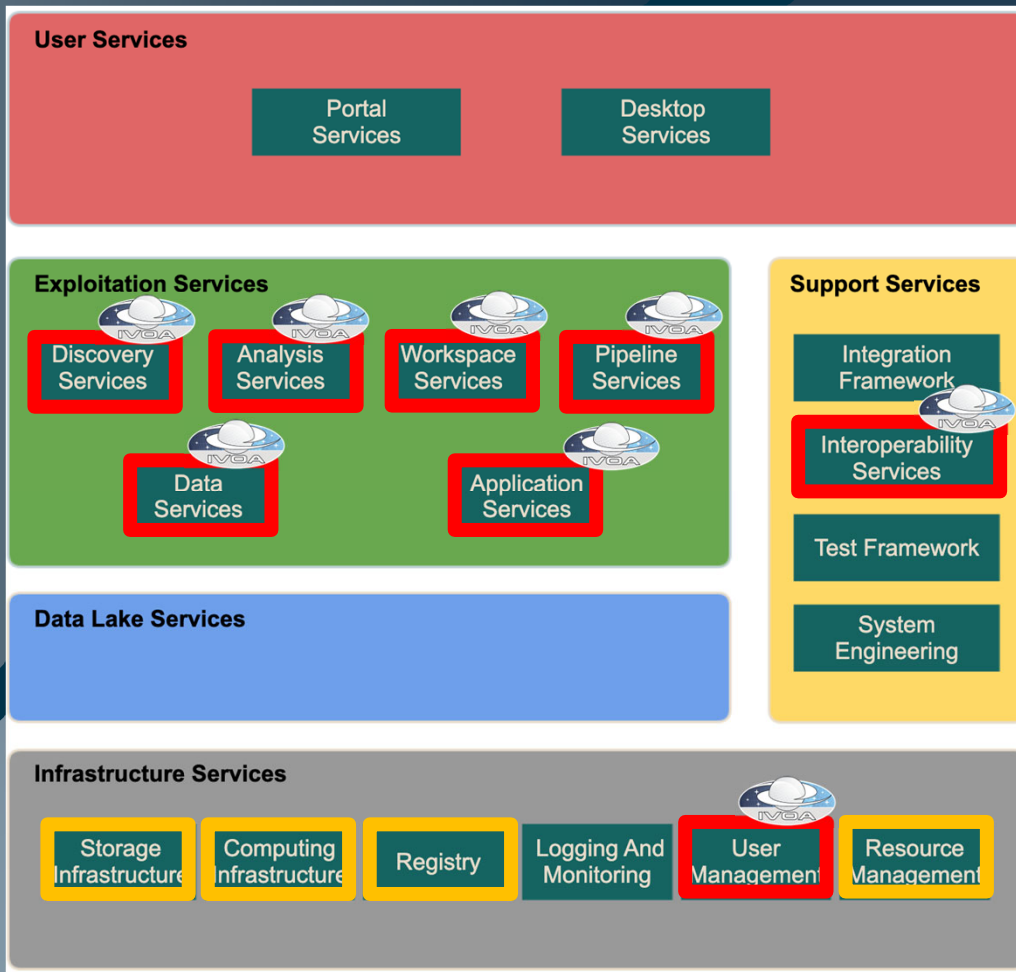 User Services
Portal
Services
Desktop
Services
Exploitation Services
IVOA
IVOA
IVOA
IVOA
Discovery
Services
Analysis
Services
Workspace
Services
Pipeline
Services
IVOA
IVOA
Data
Services
Application
Services
Support Services
Integration
Framework
IVOA
Interoperability
Services
Test Framework
System
Engineering
Data Lake Services
Infrastructure Services
IVOA
Storage
Infrastructure
Computing
Infrastructure
Registry
Logging And
Monitoring
User
Management
Resource
Management